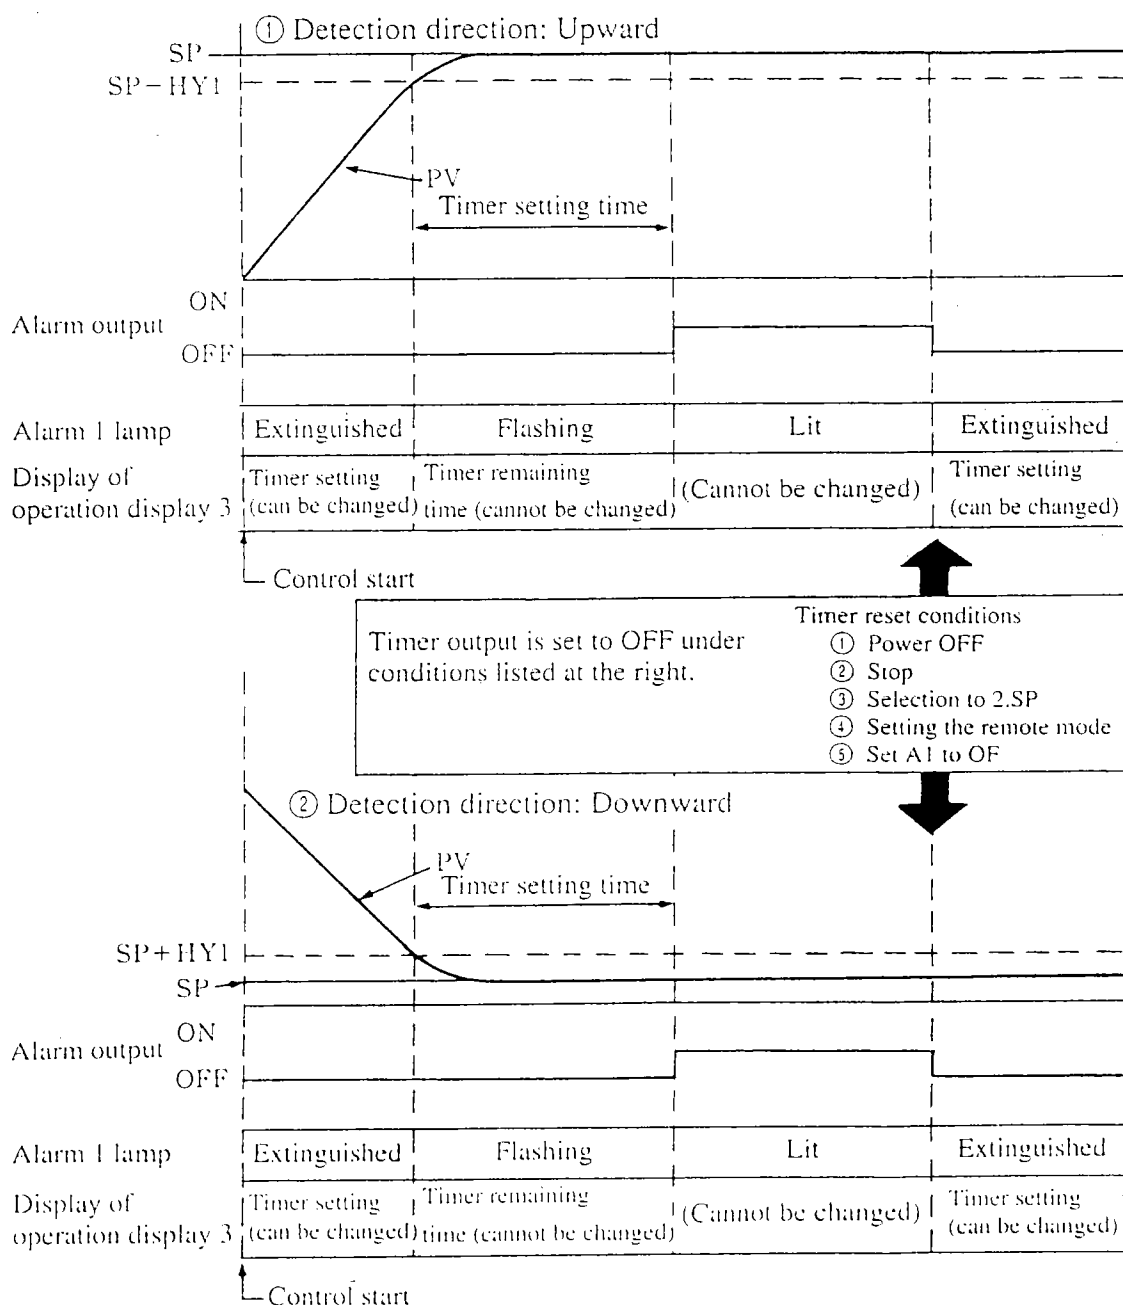 ① Detection direction: Upward
SP
SP−HY1
PV
Timer setting time
ON
Alarm output
OFF
Alarm 1 lamp
Extinguished
Flashing
Lit
Extinguished
Display of
operation display 3
Timer setting
(can be changed)
Timer remaining
time (cannot be changed)
(Cannot be changed)
Timer setting
(can be changed)
Control start
Timer output is set to OFF under
conditions listed at the right.
Timer reset conditions
① Power OFF
② Stop
③ Selection to 2.SP
④ Setting the remote mode
⑤ Set A1 to OF
② Detection direction: Downward
PV
Timer setting time
SP+HY1
SP
ON
Alarm output
OFF
Alarm 1 lamp
Extinguished
Flashing
Lit
Extinguished
Display of
operation display 3
Timer setting
(can be changed)
Timer remaining
time (cannot be changed)
(Cannot be changed)
Timer setting
(can be changed)
Control start